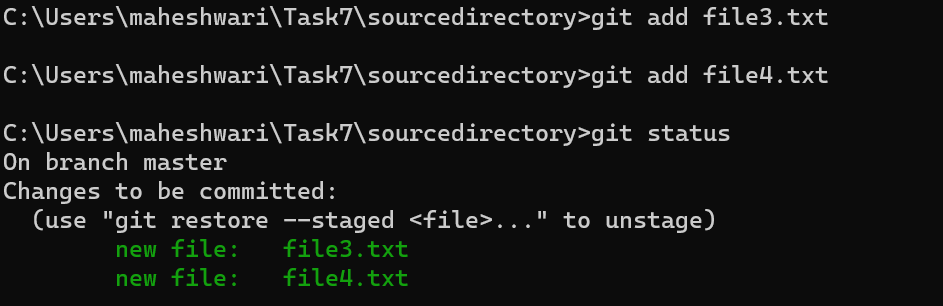 C:\Users\maheshwari\Task7\sourcedirectory>git add file3.txt
C:\Users\maheshwari\Task7\sourcedirectory>git add file4.txt
C:\Users\maheshwari\Task7\sourcedirectory>git status
On branch master
Changes to be committed:
  (use "git restore --staged <file>..." to unstage)
        new file:   file3.txt
        new file:   file4.txt